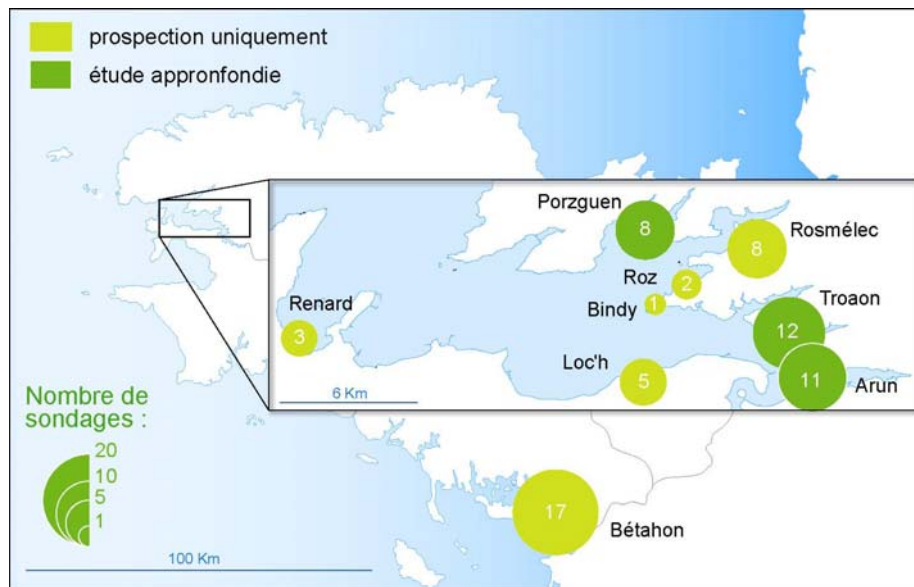 prospection uniquement
étude appronfondie
Porzguen
8
Rosmélec
8
Roz
2
Bindy
1
Renard
3
Troaon
12
Loc'h
5
11
Arun
6 Km
Nombre de
sondages :
20
10
5
1
17
Bétahon
100 Km